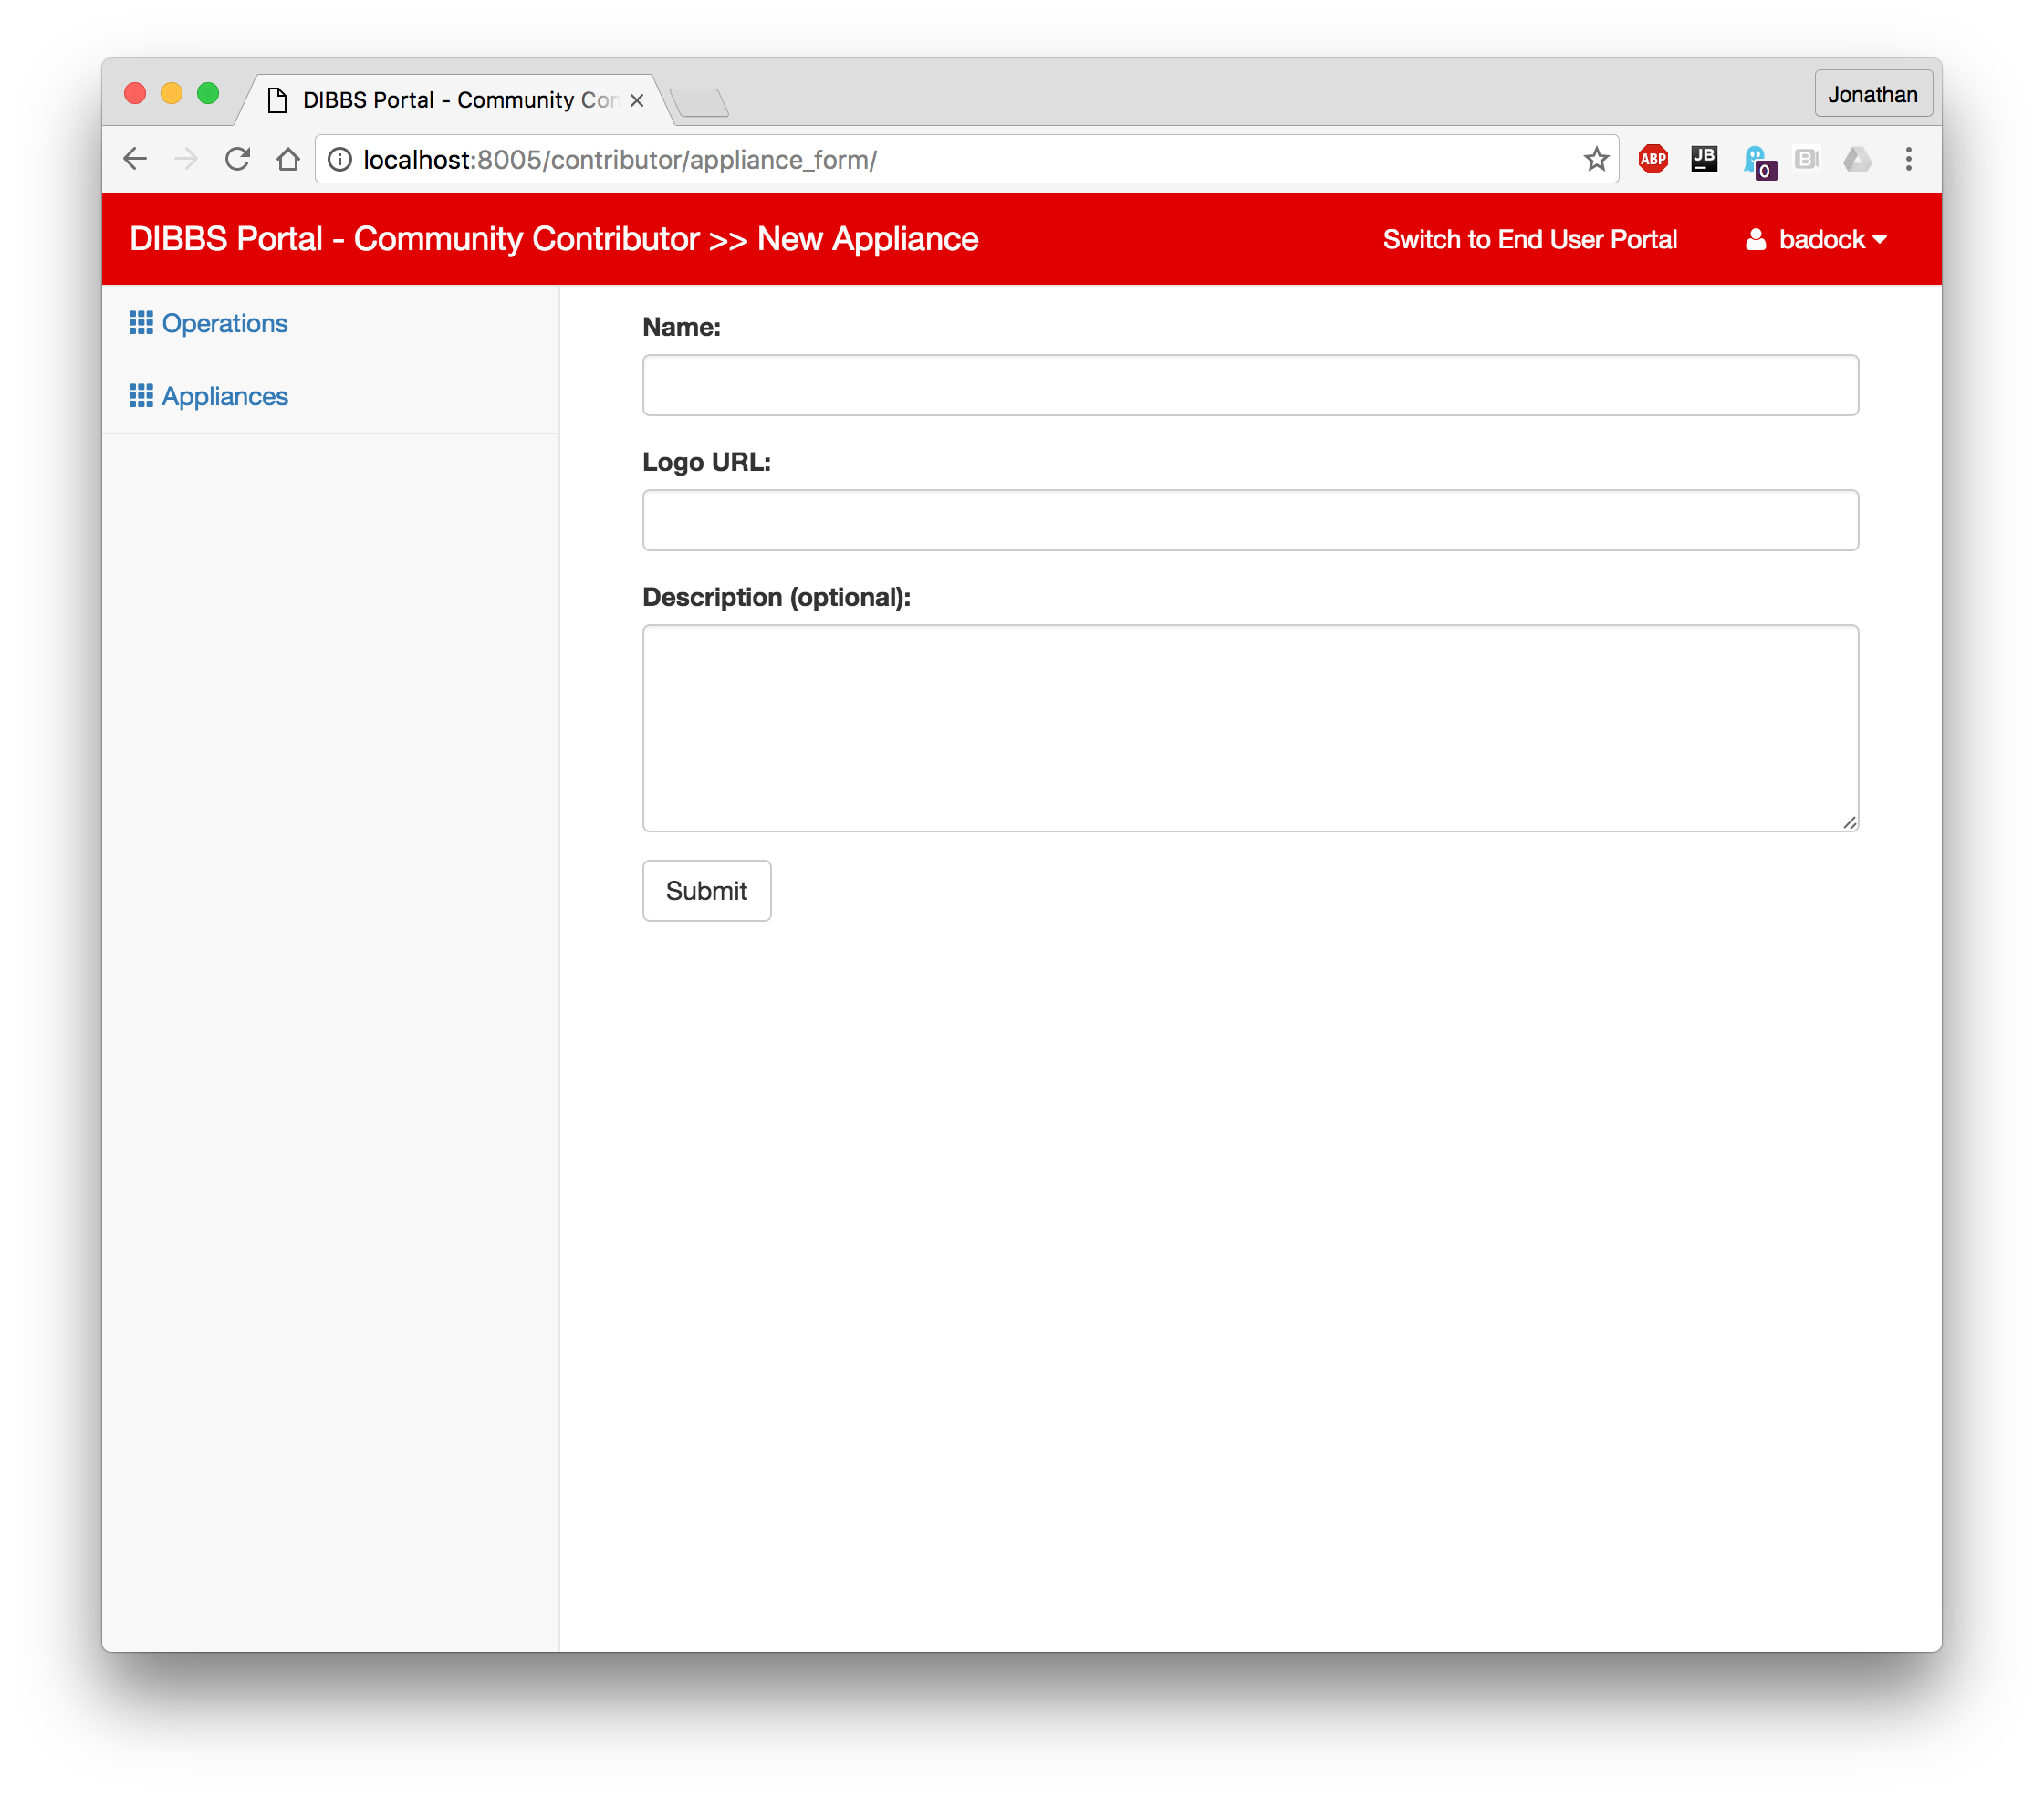 DIBBS Portal - Community Con
Jonathan
localhost:8005/contributor/appliance_form/
ABP
JB
0
B
DIBBS Portal - Community Contributor >> New Appliance
Switch to End User Portal
badock
Operations
Appliances
Name:
Logo URL:
Description (optional):
Submit